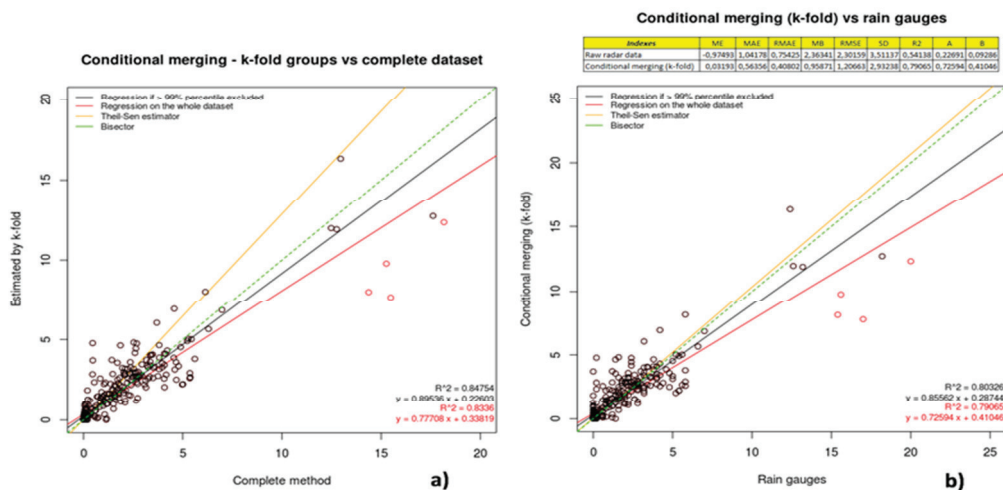 Conditional merging - k-fold groups vs complete dataset
20
15
10
5
0
Estimated by k-fold
Regression if > 99% percentile excluded
Regression on the whole dataset
Theil-Sen estimator
Bisector
R^2 = 0.84754
y = 0.89536 x + 0.22603
R^2 = 0.8336
y = 0.77708 x + 0.33819
0 5 10 15 20
Complete method
a)
Conditional merging (k-fold) vs rain gauges
Indexes ME MAE RMAE MB RMSE SD R2 A B
Raw radar data -0,97493 1,04178 0,75425 2,36341 2,30159 3,51137 0,54138 0,22691 0,09286
Conditional merging (k-fold) 0,03193 0,56356 0,40802 0,95871 1,20663 2,93238 0,79065 0,72594 0,41046
25
20
15
10
5
0
Condtional merging (k-fold)
Regression if > 99% percentile excluded
Regression on the whole dataset
Theil-Sen estimator
Bisector
R^2 = 0.80326
y = 0.85562 x + 0.28744
R^2 = 0.79065
y = 0.72594 x + 0.41046
0 5 10 15 20 25
Rain gauges
b)